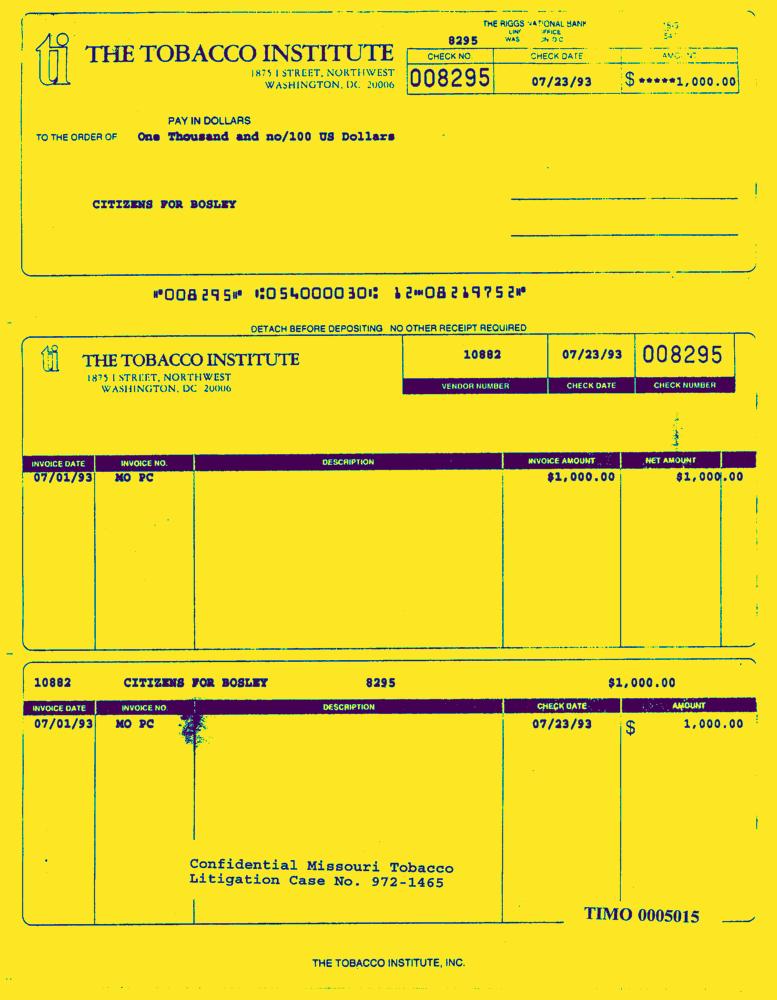 THE RIGGS NATIONAL BANK
8295
ti THE TOBACCO INSTITUTE
1875 I STREET, NORTHWEST
WASHINGTON, DC 20006
CHECK NO. CHECK DATE AMOUNT
008295 07/23/93 $ *****1,000.00
PAY IN DOLLARS
TO THE ORDER OF One Thousand and no/100 US Dollars
CITIZENS FOR BOSLEY
⑈008295⑈ ⑆054000030⑆ 12⑉08219752⑈
DETACH BEFORE DEPOSITING NO OTHER RECEIPT REQUIRED
ti THE TOBACCO INSTITUTE
1875 I STREET, NORTHWEST
WASHINGTON, DC 20006
10882 07/23/93 008295
VENDOR NUMBER CHECK DATE CHECK NUMBER
INVOICE DATE INVOICE NO. DESCRIPTION INVOICE AMOUNT NET AMOUNT
07/01/93 MO PC $1,000.00 $1,000.00
10882 CITIZENS FOR BOSLEY 8295 $1,000.00
INVOICE DATE INVOICE NO. DESCRIPTION CHECK DATE AMOUNT
07/01/93 MO PC 07/23/93 $ 1,000.00
Confidential Missouri Tobacco
Litigation Case No. 972-1465
TIMO 0005015
THE TOBACCO INSTITUTE, INC.